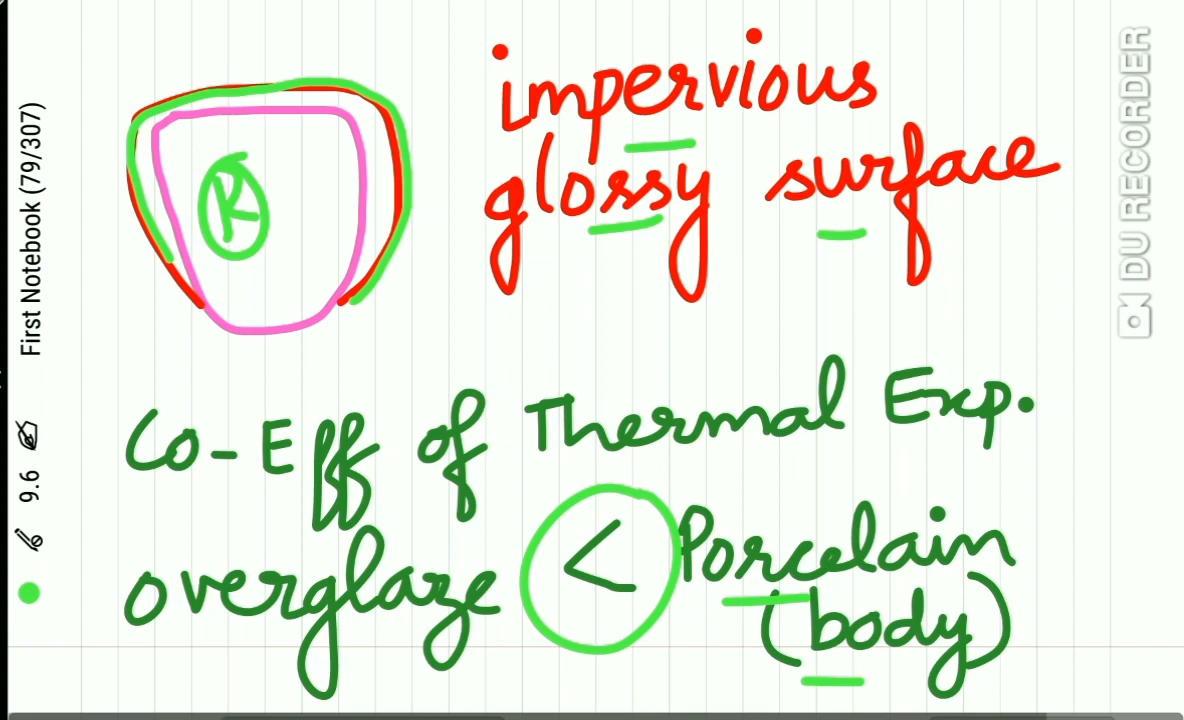 impervious
glossy surface
R
Co-Eff of Thermal Exp.
overglaze < Porcelain
(body)
First Notebook (79/307)
9.6
DU RECORDER